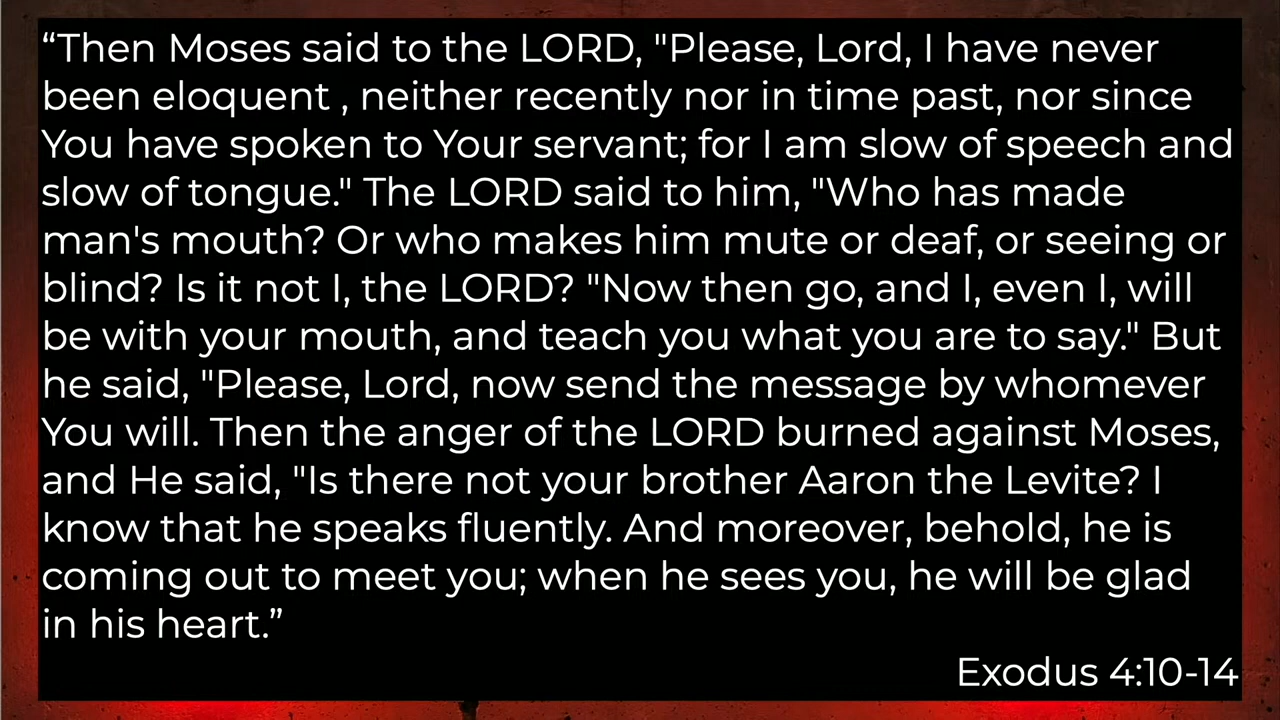 “Then Moses said to the LORD, "Please, Lord, I have never
been eloquent , neither recently nor in time past, nor since
You have spoken to Your servant; for I am slow of speech and
slow of tongue." The LORD said to him, "Who has made
man's mouth? Or who makes him mute or deaf, or seeing or
blind? Is it not I, the LORD? "Now then go, and I, even I, will
be with your mouth, and teach you what you are to say." But
he said, "Please, Lord, now send the message by whomever
You will. Then the anger of the LORD burned against Moses,
and He said, "Is there not your brother Aaron the Levite? I
know that he speaks fluently. And moreover, behold, he is
coming out to meet you; when he sees you, he will be glad
in his heart.”
Exodus 4:10-14